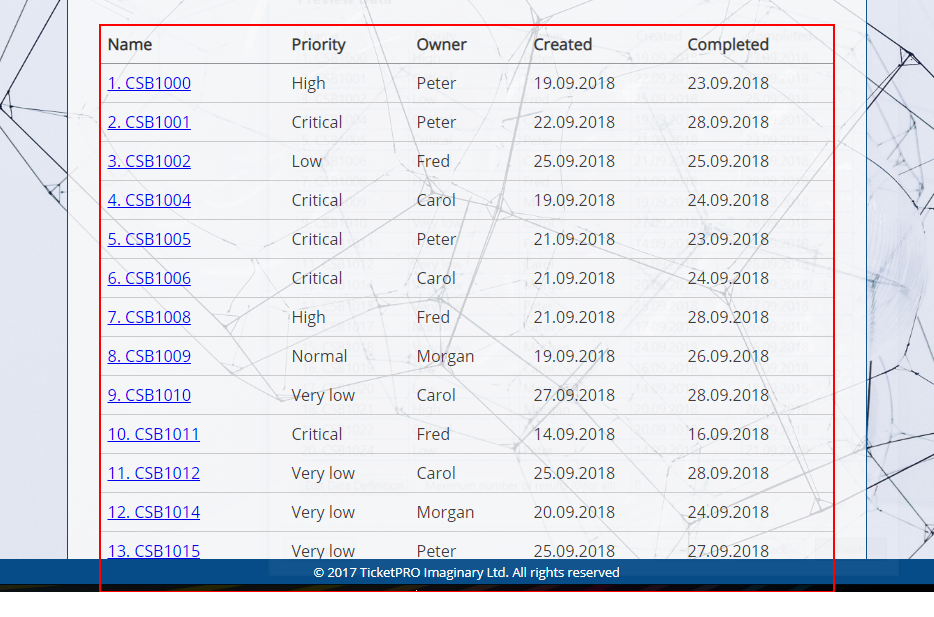 Name Priority Owner Created Completed
1. CSB1000 High Peter 19.09.2018 23.09.2018
2. CSB1001 Critical Peter 22.09.2018 28.09.2018
3. CSB1002 Low Fred 25.09.2018 25.09.2018
4. CSB1004 Critical Carol 19.09.2018 24.09.2018
5. CSB1005 Critical Peter 21.09.2018 23.09.2018
6. CSB1006 Critical Carol 21.09.2018 24.09.2018
7. CSB1008 High Fred 21.09.2018 28.09.2018
8. CSB1009 Normal Morgan 19.09.2018 26.09.2018
9. CSB1010 Very low Carol 27.09.2018 28.09.2018
10. CSB1011 Critical Fred 14.09.2018 16.09.2018
11. CSB1012 Very low Carol 25.09.2018 28.09.2018
12. CSB1014 Very low Morgan 20.09.2018 24.09.2018
13. CSB1015 Very low Peter 25.09.2018 27.09.2018
© 2017 TicketPRO Imaginary Ltd. All rights reserved